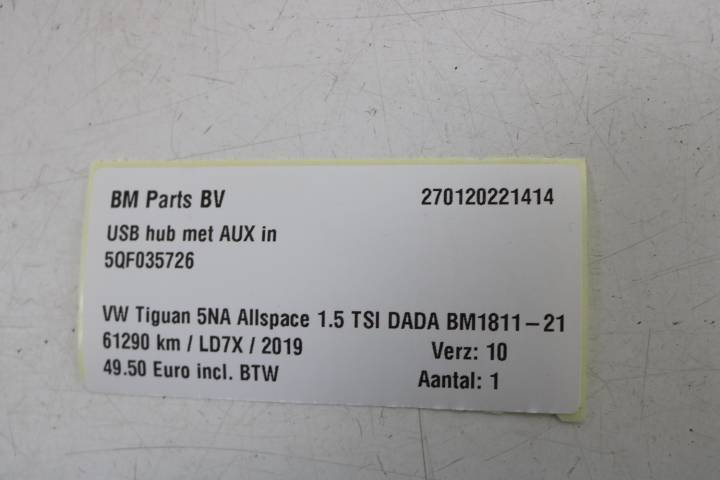 BM Parts BV 270120221414
USB hub met AUX in
5QF035726
VW Tiguan 5NA Allspace 1.5 TSI DADA BM1811-21
61290 km / LD7X / 2019 Verz: 10
49.50 Euro incl. BTW Aantal: 1